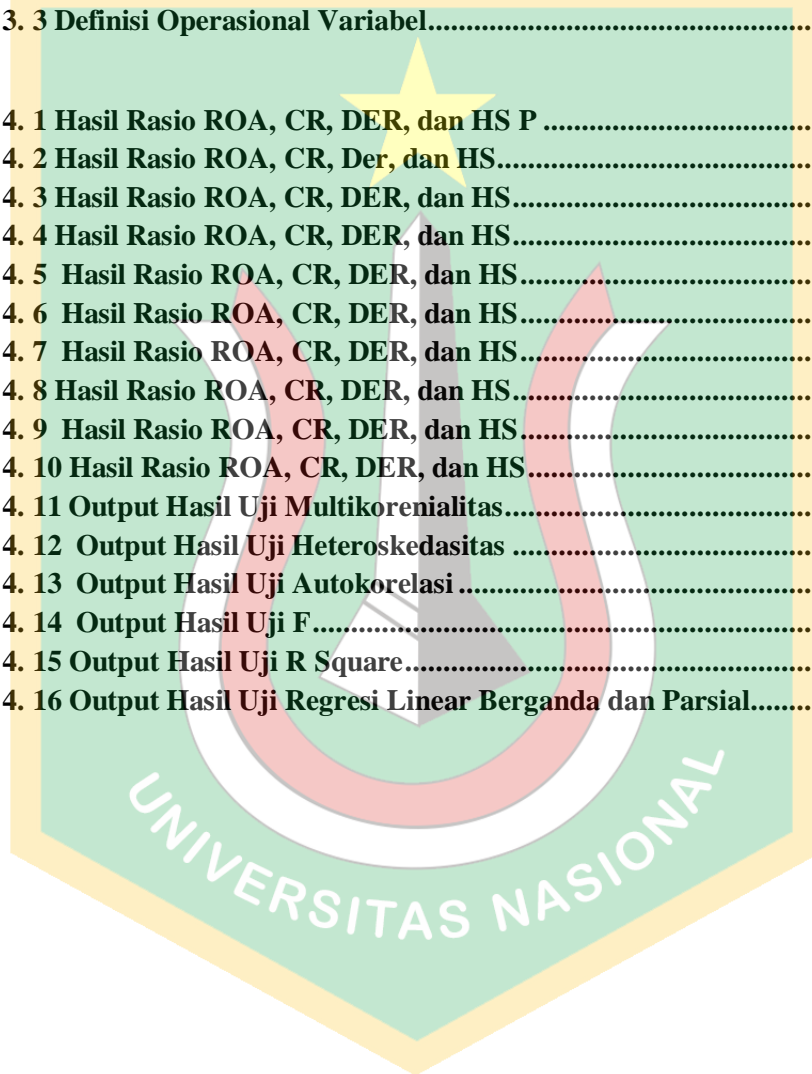 3. 3 Definisi Operasional Variabel................................................
4. 1 Hasil Rasio ROA, CR, DER, dan HS P ..................................
4. 2 Hasil Rasio ROA, CR, Der, dan HS........................................
4. 3 Hasil Rasio ROA, CR, DER, dan HS......................................
4. 4 Hasil Rasio ROA, CR, DER, dan HS......................................
4. 5  Hasil Rasio ROA, CR, DER, dan HS.....................................
4. 6  Hasil Rasio ROA, CR, DER, dan HS.....................................
4. 7  Hasil Rasio ROA, CR, DER, dan HS.....................................
4. 8 Hasil Rasio ROA, CR, DER, dan HS......................................
4. 9  Hasil Rasio ROA, CR, DER, dan HS.....................................
4. 10 Hasil Rasio ROA, CR, DER, dan HS....................................
4. 11 Output Hasil Uji Multikorenialitas.......................................
4. 12  Output Hasil Uji Heteroskedasitas ......................................
4. 13  Output Hasil Uji Autokorelasi .............................................
4. 14  Output Hasil Uji F...............................................................
4. 15 Output Hasil Uji R Square...................................................
4. 16 Output Hasil Uji Regresi Linear Berganda dan Parsial........
UNIVERSITAS NASIONAL